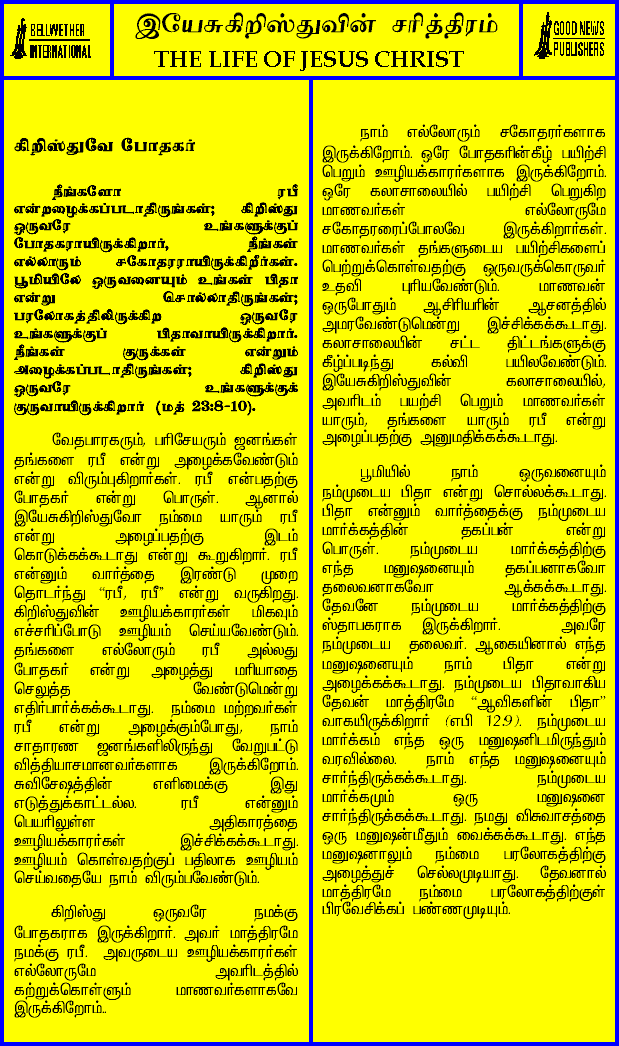 BELLWETHER
INTERNATIONAL
இயேசுகிறிஸ்துவின் சரித்திரம்
THE LIFE OF JESUS CHRIST
GOOD NEWS
PUBLISHERS
கிறிஸ்துவே போதகர்
நீங்களோ ரபீ
என்றழைக்கப்படாதிருங்கள்; கிறிஸ்து
ஒருவரே உங்களுக்குப்
போதகராயிருக்கிறார், நீங்கள்
எல்லாரும் சகோதரராயிருக்கிறீர்கள்.
பூமியிலே ஒருவனையும் உங்கள் பிதா
என்று சொல்லாதிருங்கள்;
பரலோகத்திலிருக்கிற ஒருவரே
உங்களுக்குப் பிதாவாயிருக்கிறார்.
நீங்கள் குருக்கள் என்றும்
அழைக்கப்படாதிருங்கள்; கிறிஸ்து
ஒருவரே உங்களுக்குக்
குருவாயிருக்கிறார் (மத் 23:8-10).
வேதபாரகரும், பரிசேயரும் ஜனங்கள்
தங்களை ரபீ என்று அழைக்கவேண்டும்
என்று விரும்புகிறார்கள். ரபீ என்பதற்கு
போதகர் என்று பொருள். ஆனால்
இயேசுகிறிஸ்துவோ நம்மை யாரும் ரபீ
என்று அழைப்பதற்கு இடம்
கொடுக்கக்கூடாது என்று கூறுகிறார். ரபீ
என்னும் வார்த்தை இரண்டு முறை
தொடர்ந்து “ரபீ, ரபீ” என்று வருகிறது.
கிறிஸ்துவின் ஊழியக்காரர்கள் மிகவும்
எச்சரிப்போடு ஊழியம் செய்யவேண்டும்.
தங்களை எல்லோரும் ரபீ அல்லது
போதகர் என்று அழைத்து மரியாதை
செலுத்த வேண்டுமென்று
எதிர்பார்க்கக்கூடாது. நம்மை மற்றவர்கள்
ரபீ என்று அழைக்கும்போது, நாம்
சாதாரண ஜனங்களிலிருந்து வேறுபட்டு
வித்தியாசமானவர்களாக இருக்கிறோம்.
சுவிசேஷத்தின் எளிமைக்கு இது
எடுத்துக்காட்டல்ல. ரபீ என்னும்
பெயரிலுள்ள அதிகாரத்தை
ஊழியக்காரர்கள் இச்சிக்கக்கூடாது.
ஊழியம் கொள்வதற்குப் பதிலாக ஊழியம்
செய்வதையே நாம் விரும்பவேண்டும்.
கிறிஸ்து ஒருவரே நமக்கு
போதகராக இருக்கிறார். அவர் மாத்திரமே
நமக்கு ரபீ. அவருடைய ஊழியக்காரர்கள்
எல்லோருமே அவரிடத்தில்
கற்றுக்கொள்ளும் மாணவர்களாகவே
இருக்கிறோம்..
நாம் எல்லோரும் சகோதரர்களாக
இருக்கிறோம். ஒரே போதகரின்கீழ் பயிற்சி
பெறும் ஊழியக்காரர்களாக இருக்கிறோம்.
ஒரே கலாசாலையில் பயிற்சி பெறுகிற
மாணவர்கள் எல்லோருமே
சகோதரரைப்போலவே இருக்கிறார்கள்.
மாணவர்கள் தங்களுடைய பயிற்சிகளைப்
பெற்றுக்கொள்வதற்கு ஒருவருக்கொருவர்
உதவி புரியவேண்டும். மாணவன்
ஒருபோதும் ஆசிரியரின் ஆசனத்தில்
அமரவேண்டுமென்று இச்சிக்கக்கூடாது.
கலாசாலையின் சட்ட திட்டங்களுக்கு
கீழ்ப்படிந்து கல்வி பயிலவேண்டும்.
இயேசுகிறிஸ்துவின் கலாசாலையில்,
அவரிடம் பயற்சி பெறும் மாணவர்கள்
யாரும், தங்களை யாரும் ரபீ என்று
அழைப்பதற்கு அனுமதிக்கக்கூடாது.
பூமியில் நாம் ஒருவனையும்
நம்முடைய பிதா என்று சொல்லக்கூடாது.
பிதா என்னும் வார்த்தைக்கு நம்முடைய
மார்க்கத்தின் தகப்பன் என்று
பொருள். நம்முடைய மார்க்கத்திற்கு
எந்த மனுஷனையும் தகப்பனாகவோ
தலைவனாகவோ ஆக்கக்கூடாது.
தேவனே நம்முடைய மார்க்கத்திற்கு
ஸ்தாபகராக இருக்கிறார். அவரே
நம்முடைய தலைவர். ஆகையினால் எந்த
மனுஷனையும் நாம் பிதா என்று
அழைக்கக்கூடாது. நம்முடைய பிதாவாகிய
தேவன் மாத்திரமே “ஆவிகளின் பிதா”
வாகயிருக்கிறார் (எபி 12:9). நம்முடைய
மார்க்கம் எந்த ஒரு மனுஷனிடமிருந்தும்
வரவில்லை. நாம் எந்த மனுஷனையும்
சார்ந்திருக்கக்கூடாது. நம்முடைய
மார்க்கமும் ஒரு மனுஷனை
சார்ந்திருக்கக்கூடாது. நமது விசுவாசத்தை
ஒரு மனுஷன்மீதும் வைக்கக்கூடாது. எந்த
மனுஷனாலும் நம்மை பரலோகத்திற்கு
அழைத்துச் செல்லமுடியாது. தேவனால்
மாத்திரமே நம்மை பரலோகத்திற்குள்
பிரவேசிக்கப் பண்ணமுடியும்.